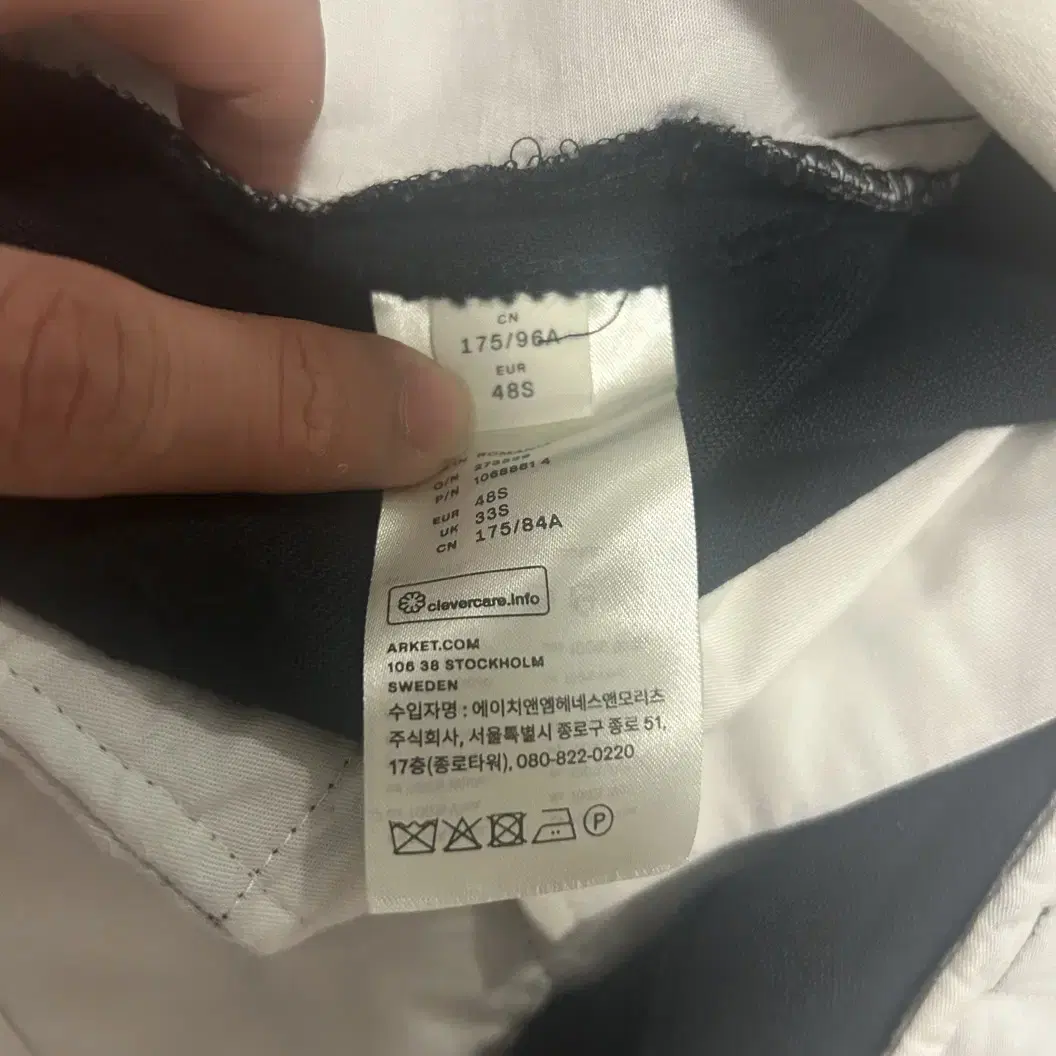 CN
175/96A
EUR
48S
O/N
P/N 1068861 4
EUR 48S
UK 33S
CN 175/84A
clevercare.info
ARKET.COM
106 38 STOCKHOLM
SWEDEN
수입자명 : 에이치앤엠헤네스앤모리츠
주식회사, 서울특별시 종로구 종로 51,
17층(종로타워), 080-822-0220
P